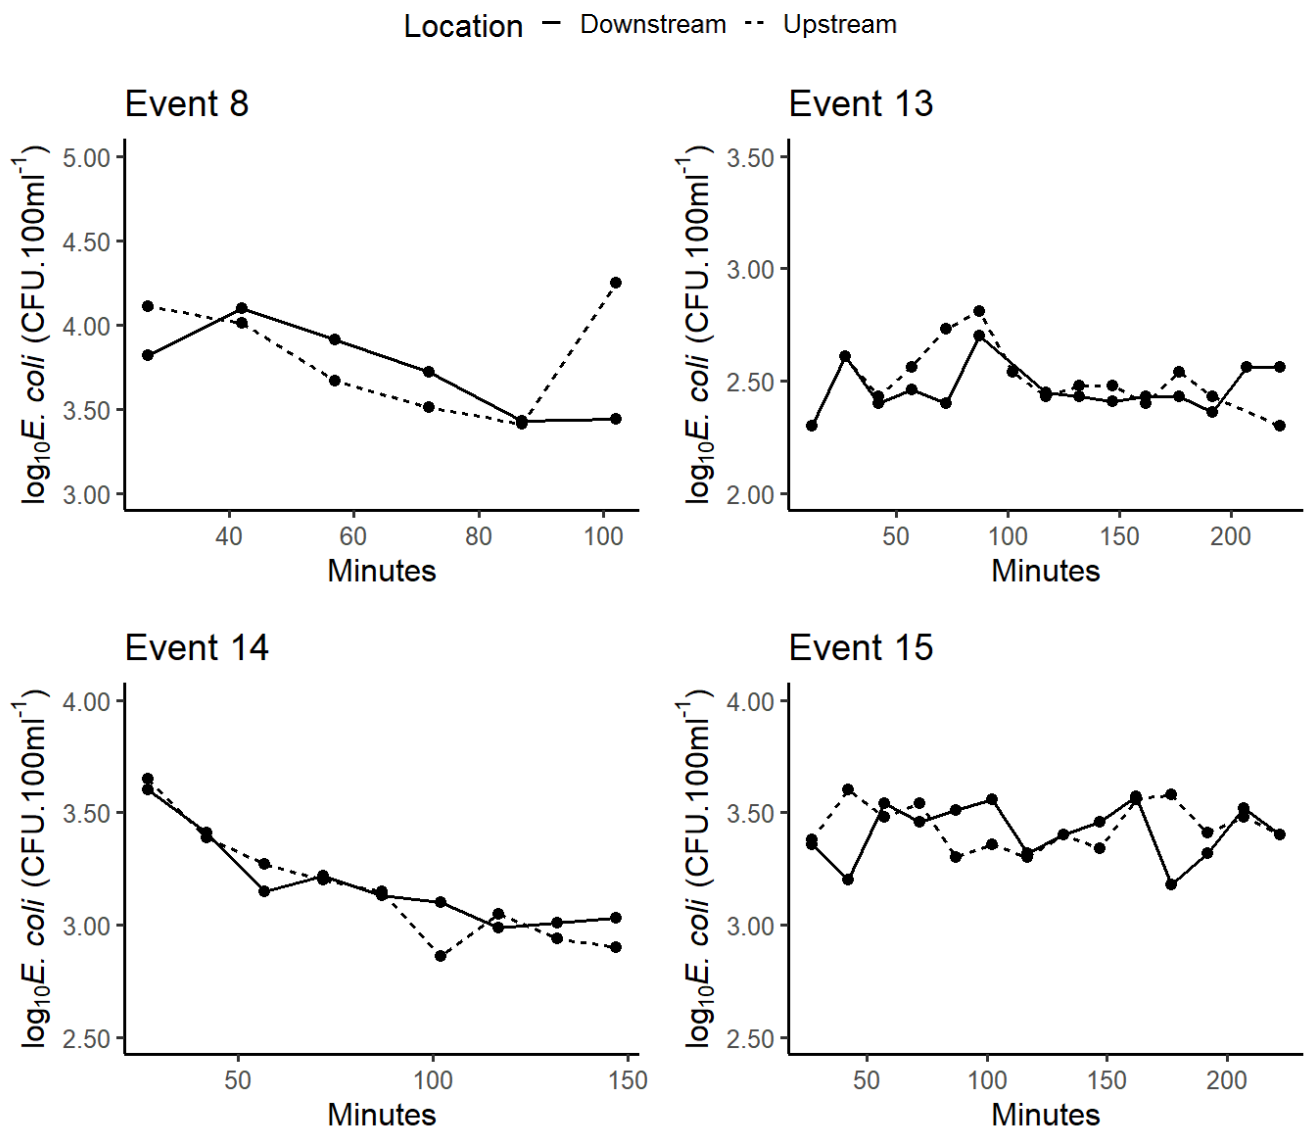 Location Downstream Upstream
Event 8
log₁₀E. coli (CFU.100ml⁻¹)
5.00
4.50
4.00
3.50
3.00
40 60 80 100
Minutes
Event 13
log₁₀E. coli (CFU.100ml⁻¹)
3.50
3.00
2.50
2.00
50 100 150 200
Minutes
Event 14
log₁₀E. coli (CFU.100ml⁻¹)
4.00
3.50
3.00
2.50
50 100 150
Minutes
Event 15
log₁₀E. coli (CFU.100ml⁻¹)
4.00
3.50
3.00
2.50
50 100 150 200
Minutes